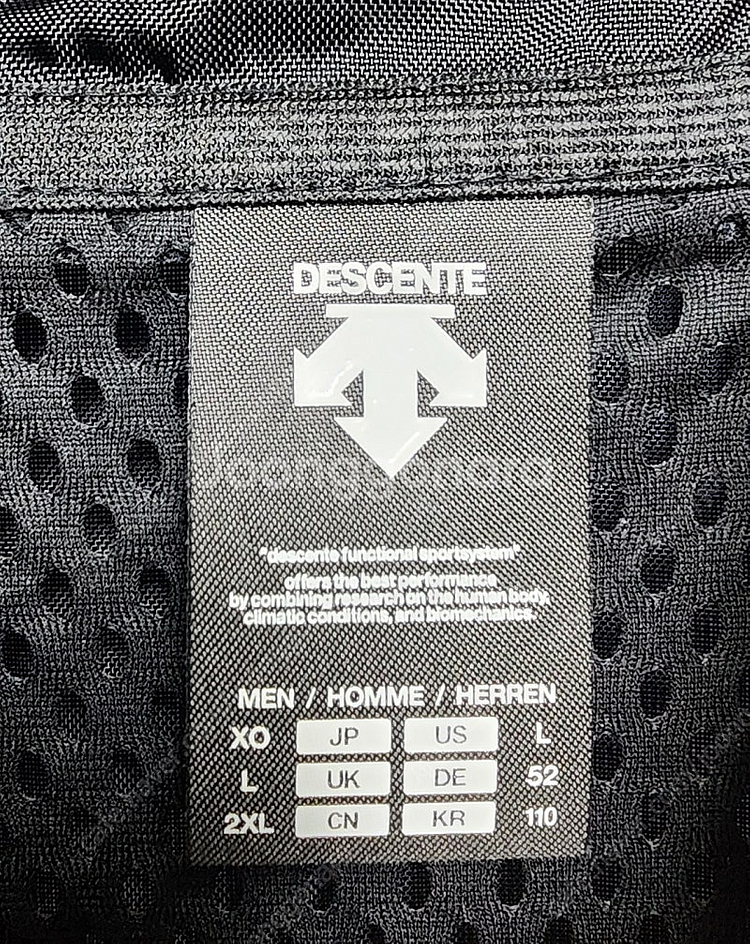 DESCENTE
joonggonara
"descente functional sportsystem"
offers the best performance
by combining research on the human body,
climatic conditions, and biomechanics.
MEN / HOMME / HERREN
XO JP US L
L UK DE 52
2XL CN KR 110